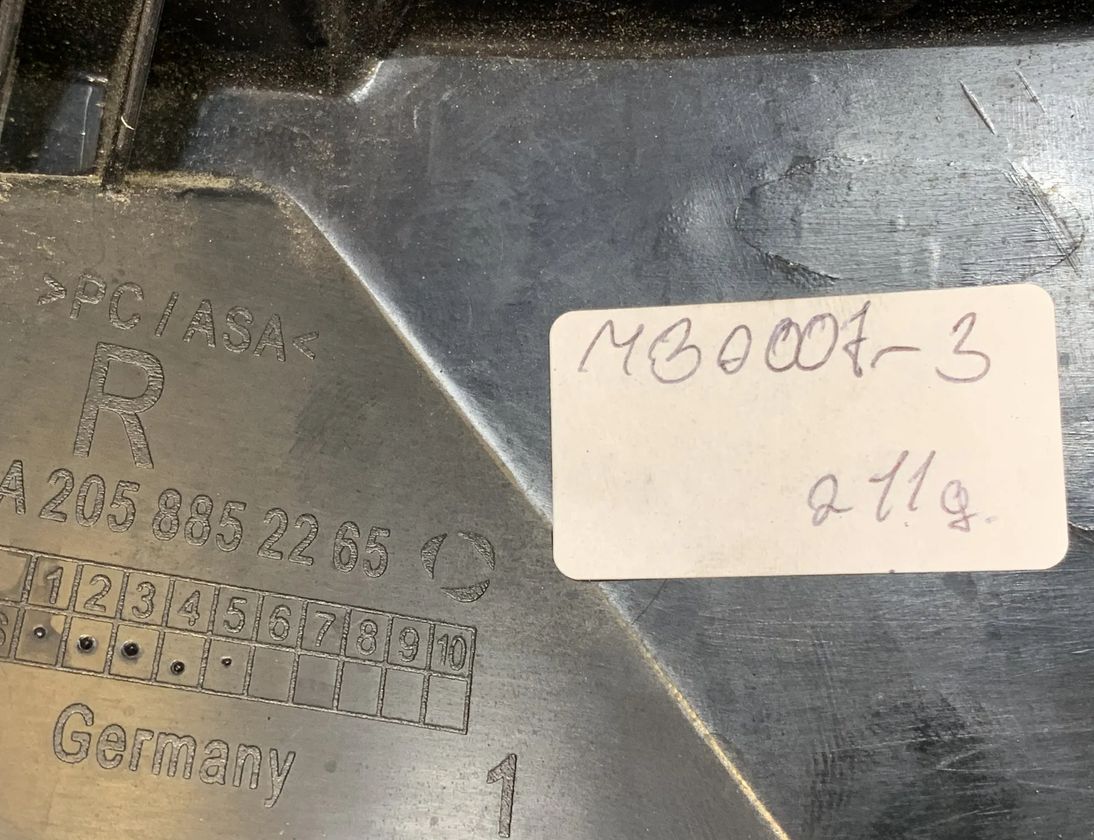 >PC/ASA<
R
A 205 885 22 65
1 2 3 4 5 6 7 8 9 10
Germany
1
MB0007-3
211g.